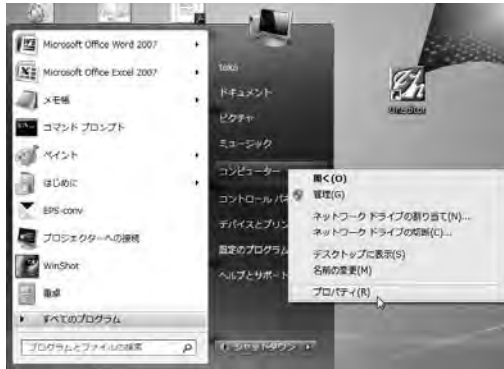 Microsoft Office Word 2007
Microsoft Office Excel 2007
メモ帳
コマンド プロンプト
ペイント
はじめに
EPS-conv
プロジェクターへの接続
WinShot
電卓
すべてのプログラム
プログラムとファイルの検索
ドキュメント
ピクチャ
ミュージック
コンピューター
コントロール パネ
デバイスとプリン
既定のプログラム
ヘルプとサポート
シャットダウン
開く(O)
管理(G)
ネットワーク ドライブの割り当て(N)...
ネットワーク ドライブの切断(C)...
デスクトップに表示(S)
名前の変更(M)
プロパティ(R)